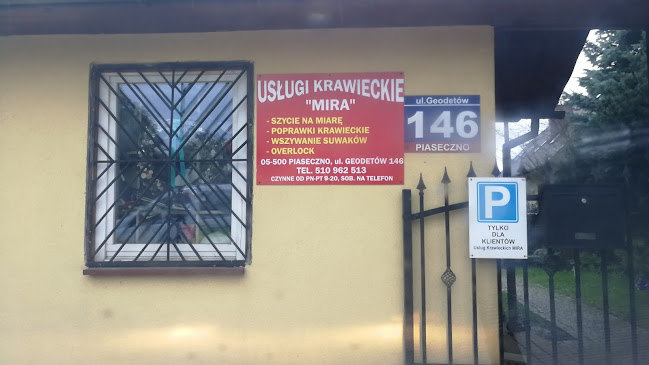 USŁUGI KRAWIECKIE
"MIRA"
- SZYCIE NA MIARĘ
- POPRAWKI KRAWIECKIE
- WSZYWANIE SUWAKÓW
- OVERLOCK
05-500 PIASECZNO, ul. GEODETÓW 146
TEL. 510 962 513
CZYNNE OD PN-PT 9-20, SOB. NA TELEFON
ul.Geodetów
146
PIASECZNO
P
TYLKO
DLA
KLIENTÓW
Usług Krawieckich MIRA